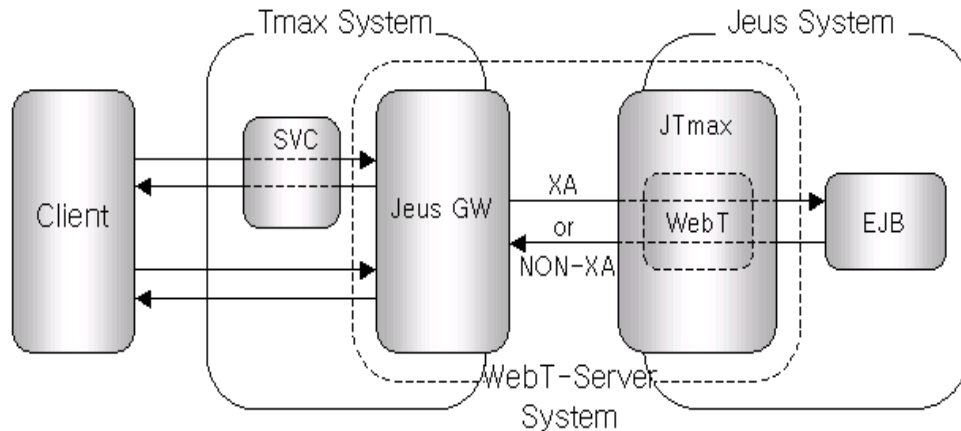 Tmax System
Jeus System
SVC
JTmax
Client
Jeus GW
XA
or
NON-XA
WebT
EJB
WebT-Server
System